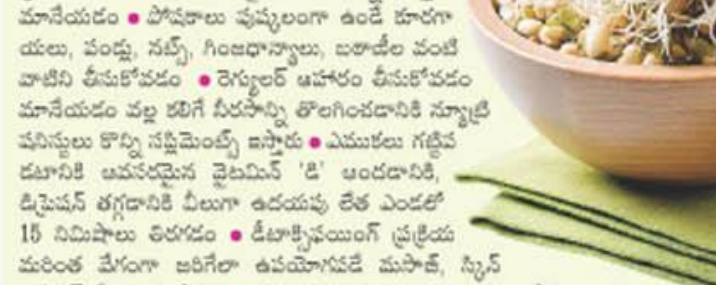 మానేయడం ● పోషకాలు పుష్కలంగా ఉండే కూరగా
యలు, పండ్లు, నట్స్, గింజధాన్యాలు, బఠాణీల వంటి
వాటిని తీసుకోవడం ● రెగ్యులర్ ఆహారం తీసుకోవడం
మానేయడం వల్ల కలిగే నీరసాన్ని తొలగించడానికి న్యూట్రి
షనిస్టులు కొన్ని సప్లిమెంట్స్ ఇస్తారు ● ఎముకలు గట్టిప
డటానికి అవసరమైన వైటమిన్ 'డి' అందడానికి,
డిప్రెషన్ తగ్గడానికి వీలుగా ఉదయపు లేత ఎండలో
15 నిమిషాలు తిరగడం ● డీటాక్సిఫయింగ్ ప్రక్రియ
మరింత వేగంగా జరిగేలా ఉపయోగపడే మసాజ్, స్కిన్